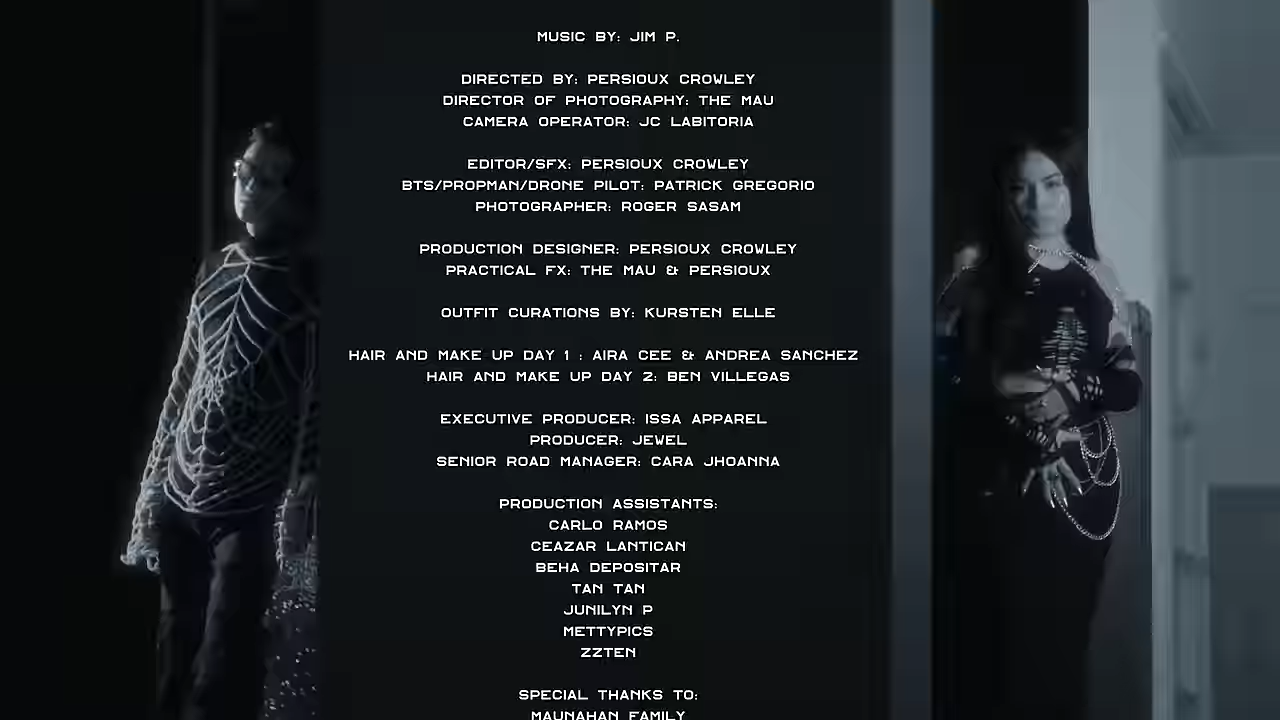 MUSIC BY: JIM P.
DIRECTED BY: PERSIOUX CROWLEY
DIRECTOR OF PHOTOGRAPHY: THE MAU
CAMERA OPERATOR: JC LABITORIA
EDITOR/SFX: PERSIOUX CROWLEY
BTS/PROPMAN/DRONE PILOT: PATRICK GREGORIO
PHOTOGRAPHER: ROGER SASAM
PRODUCTION DESIGNER: PERSIOUX CROWLEY
PRACTICAL FX: THE MAU & PERSIOUX
OUTFIT CURATIONS BY: KURSTEN ELLE
HAIR AND MAKE UP DAY 1 : AIRA CEE & ANDREA SANCHEZ
HAIR AND MAKE UP DAY 2: BEN VILLEGAS
EXECUTIVE PRODUCER: ISSA APPAREL
PRODUCER: JEWEL
SENIOR ROAD MANAGER: CARA JHOANNA
PRODUCTION ASSISTANTS:
CARLO RAMOS
CEAZAR LANTICAN
BEHA DEPOSITAR
TAN TAN
JUNILYN P
METTYPICS
ZZTEN
SPECIAL THANKS TO:
MAUNAHAN FAMILY